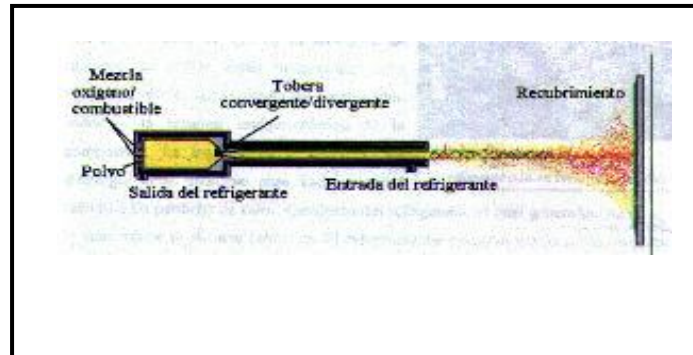 Mezcla
oxígeno/
combustible
Tobera
convergente/divergente
Recubrimiento
Polvo
Salida del refrigerante
Entrada del refrigerante